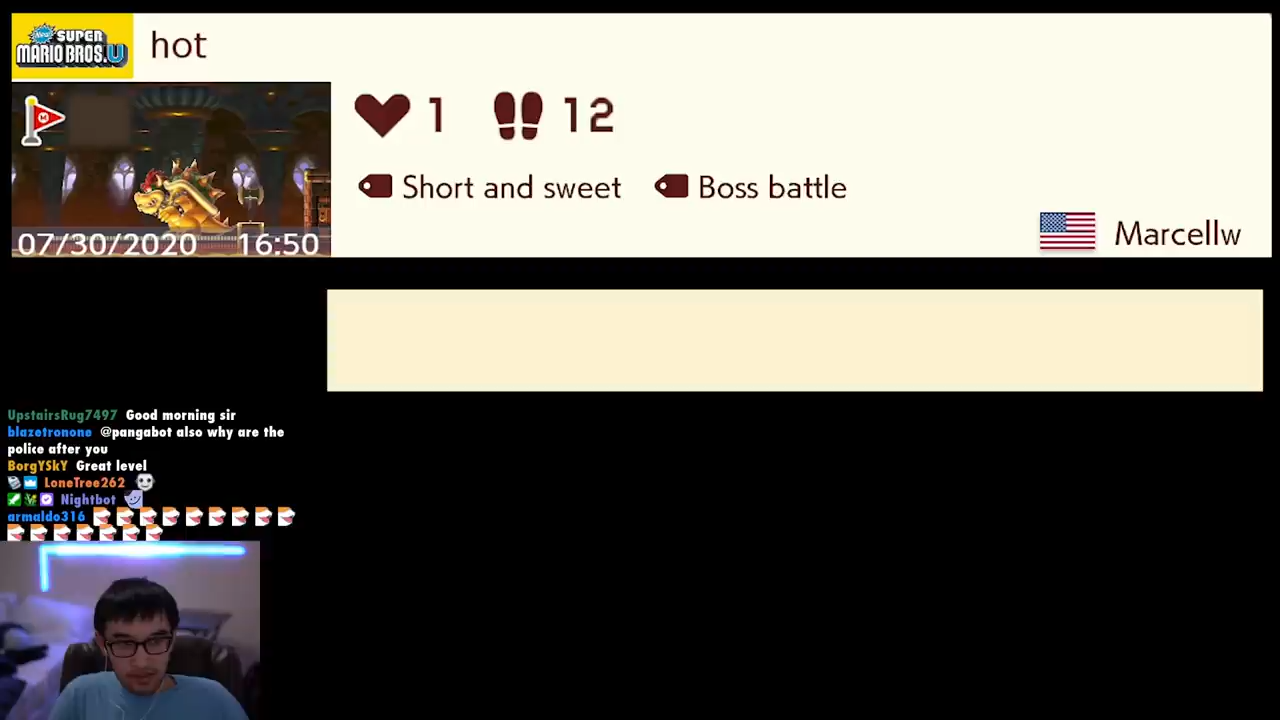 New SUPER
MARIO BROS. U
hot
M
1 12
Short and sweet Boss battle
07/30/2020 16:50
Marcellw
UpstairsRug7497 Good morning sir
blazetronone @pangabot also why are the
police after you
BorgYSkY Great level
LoneTree262
Nightbot
armaldo316